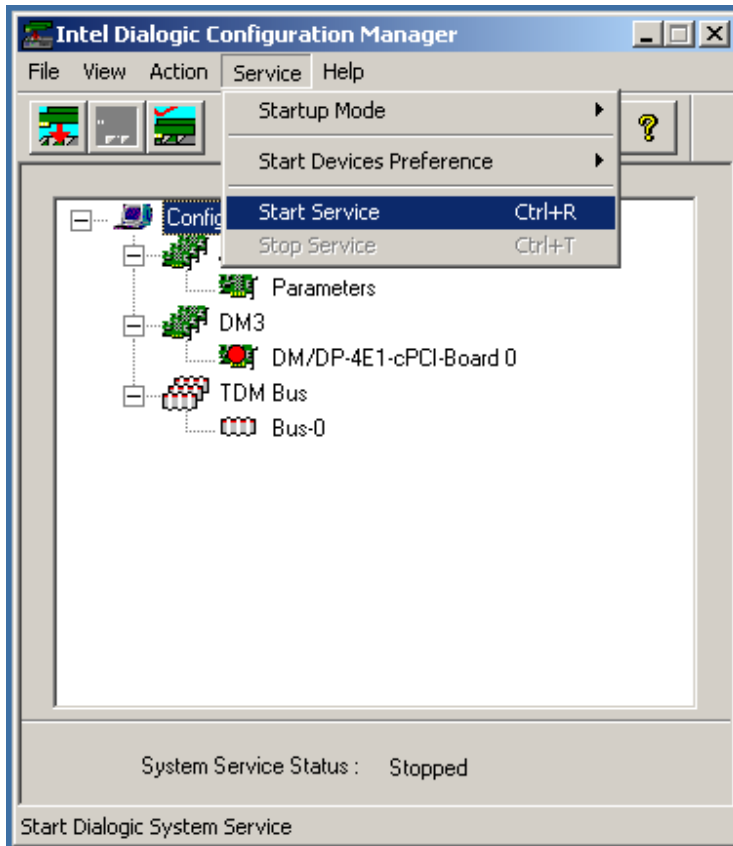 Intel Dialogic Configuration Manager
File View Action Service Help
Startup Mode
Start Devices Preference
Start Service Ctrl+R
Stop Service Ctrl+T
Parameters
DM3
DM/DP-4E1-cPCI-Board 0
TDM Bus
Bus-0
System Service Status : Stopped
Start Dialogic System Service